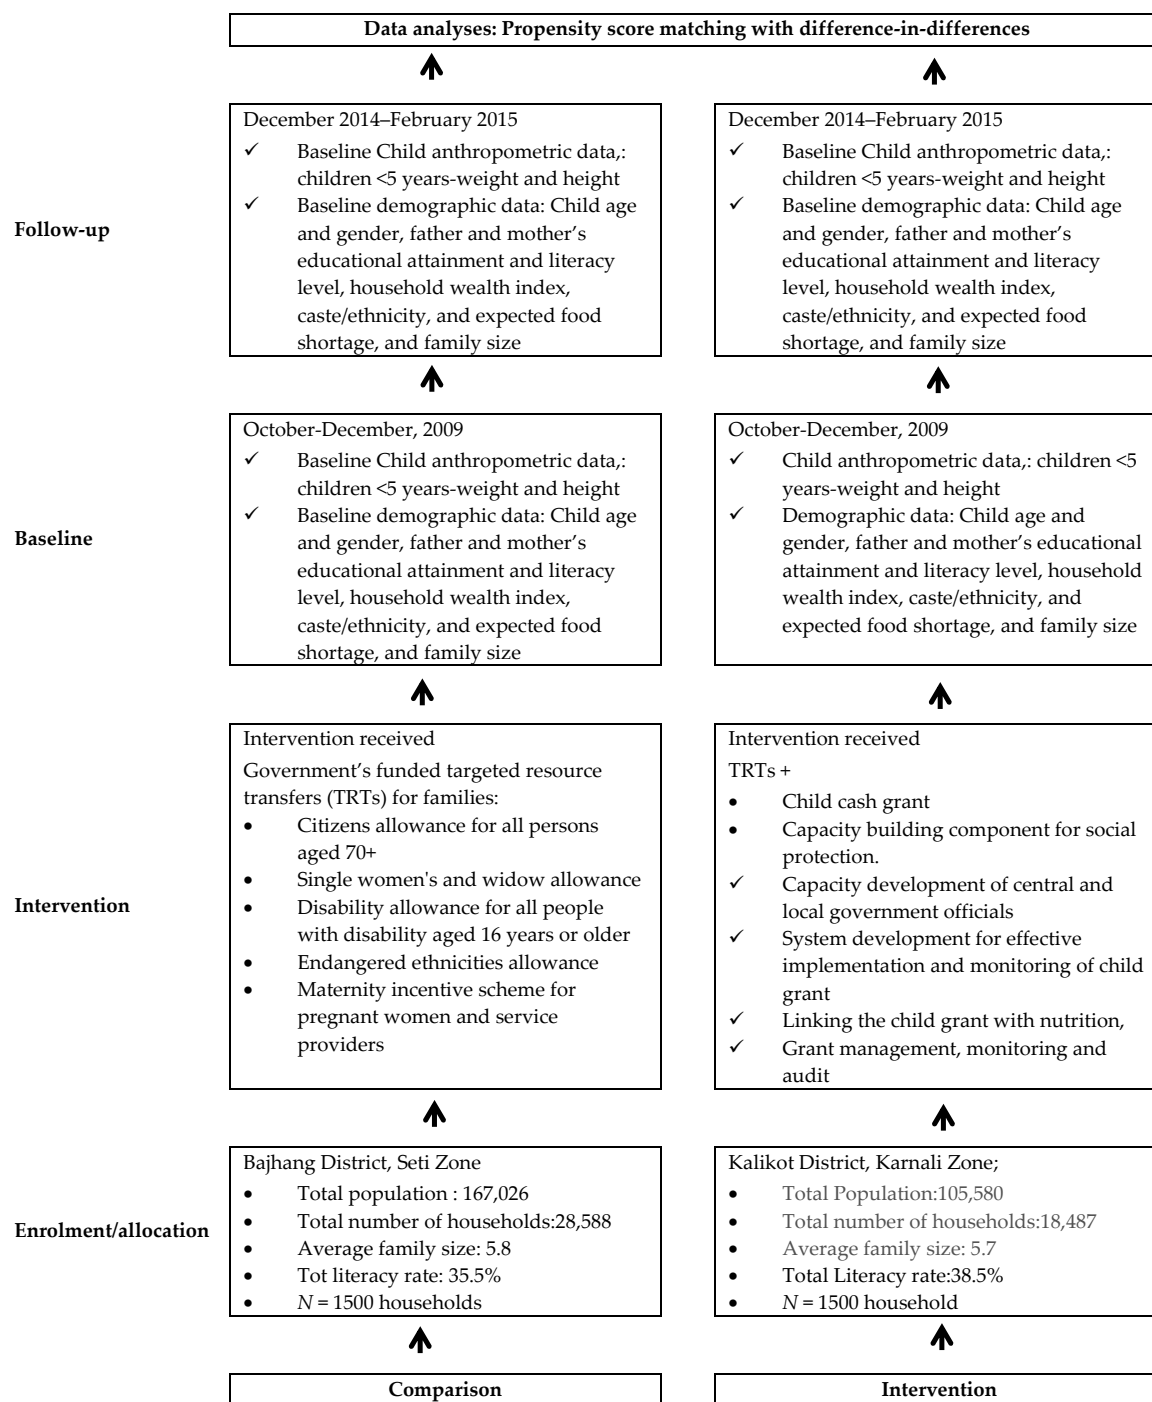 Data analyses: Propensity score matching with difference-in-differences
Follow-up
December 2014–February 2015
✓ Baseline Child anthropometric data,:
children <5 years-weight and height
✓ Baseline demographic data: Child age
and gender, father and mother’s
educational attainment and literacy
level, household wealth index,
caste/ethnicity, and expected food
shortage, and family size
December 2014–February 2015
✓ Baseline Child anthropometric data,:
children <5 years-weight and height
✓ Baseline demographic data: Child age
and gender, father and mother’s
educational attainment and literacy
level, household wealth index,
caste/ethnicity, and expected food
shortage, and family size
Baseline
October-December, 2009
✓ Baseline Child anthropometric data,:
children <5 years-weight and height
✓ Baseline demographic data: Child age
and gender, father and mother’s
educational attainment and literacy
level, household wealth index,
caste/ethnicity, and expected food
shortage, and family size
October-December, 2009
✓ Child anthropometric data,: children <5
years-weight and height
✓ Demographic data: Child age and
gender, father and mother’s educational
attainment and literacy level, household
wealth index, caste/ethnicity, and
expected food shortage, and family size
Intervention
Intervention received
Government’s funded targeted resource
transfers (TRTs) for families:
• Citizens allowance for all persons
aged 70+
• Single women's and widow allowance
• Disability allowance for all people
with disability aged 16 years or older
• Endangered ethnicities allowance
• Maternity incentive scheme for
pregnant women and service
providers
Intervention received
TRTs +
• Child cash grant
• Capacity building component for social
protection.
✓ Capacity development of central and
local government officials
✓ System development for effective
implementation and monitoring of child
grant
✓ Linking the child grant with nutrition,
✓ Grant management, monitoring and
audit
Enrolment/allocation
Bajhang District, Seti Zone
• Total population : 167,026
• Total number of households:28,588
• Average family size: 5.8
• Tot literacy rate: 35.5%
• N = 1500 households
Kalikot District, Karnali Zone;
• Total Population:105,580
• Total number of households:18,487
• Average family size: 5.7
• Total Literacy rate:38.5%
• N = 1500 household
Comparison
Intervention